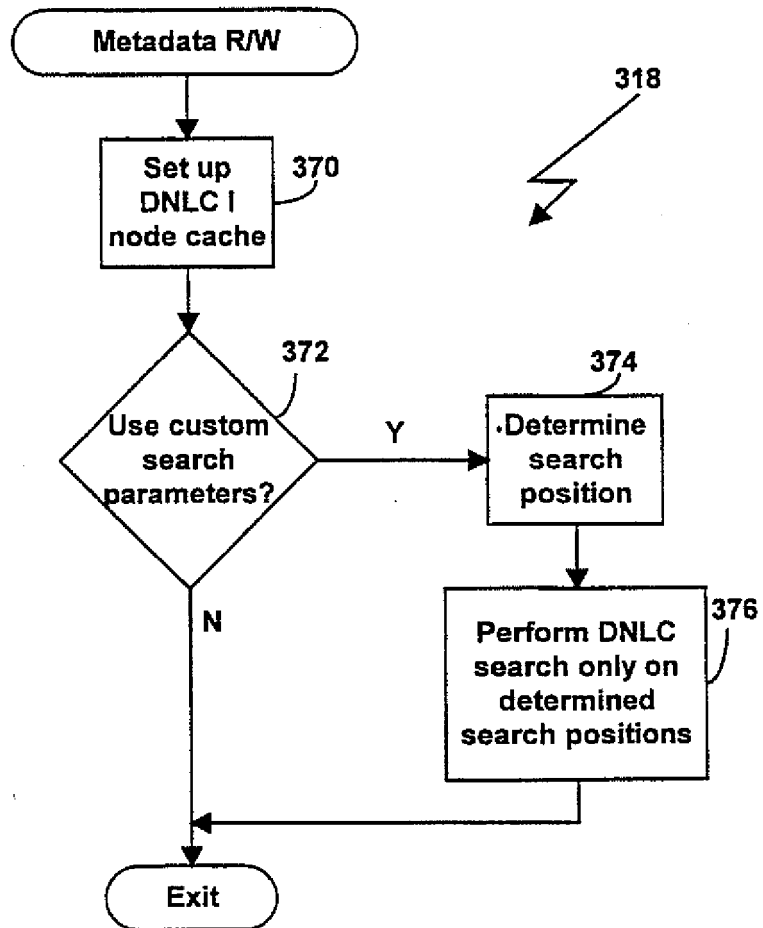 Metadata R/W
318
Set up
DNLC I
node cache
370
372
Use custom
search
parameters?
Y
N
374
Determine
search
position
376
Perform DNLC
search only on
determined
search positions
Exit